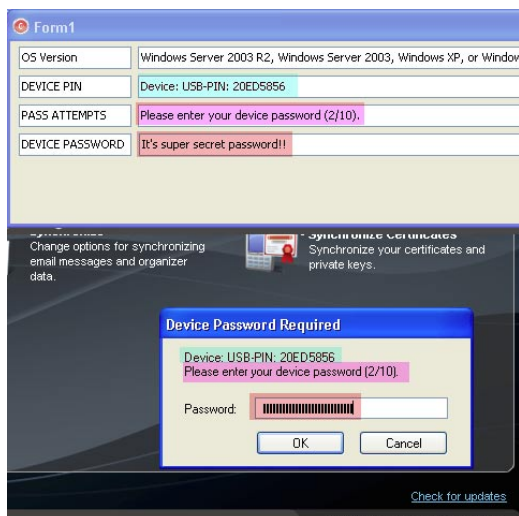 Form1
OS Version
Windows Server 2003 R2, Windows Server 2003, Windows XP, or Window
DEVICE PIN
Device: USB-PIN: 20ED5856
PASS ATTEMPTS
Please enter your device password (2/10).
DEVICE PASSWORD
It's super secret password!!
Synchronize
Change options for synchronizing
email messages and organizer
data.
Synchronize Certificates
Synchronize your certificates and
private keys.
Device Password Required
Device: USB-PIN: 20ED5856
Please enter your device password (2/10).
Password:
OK
Cancel
Check for updates